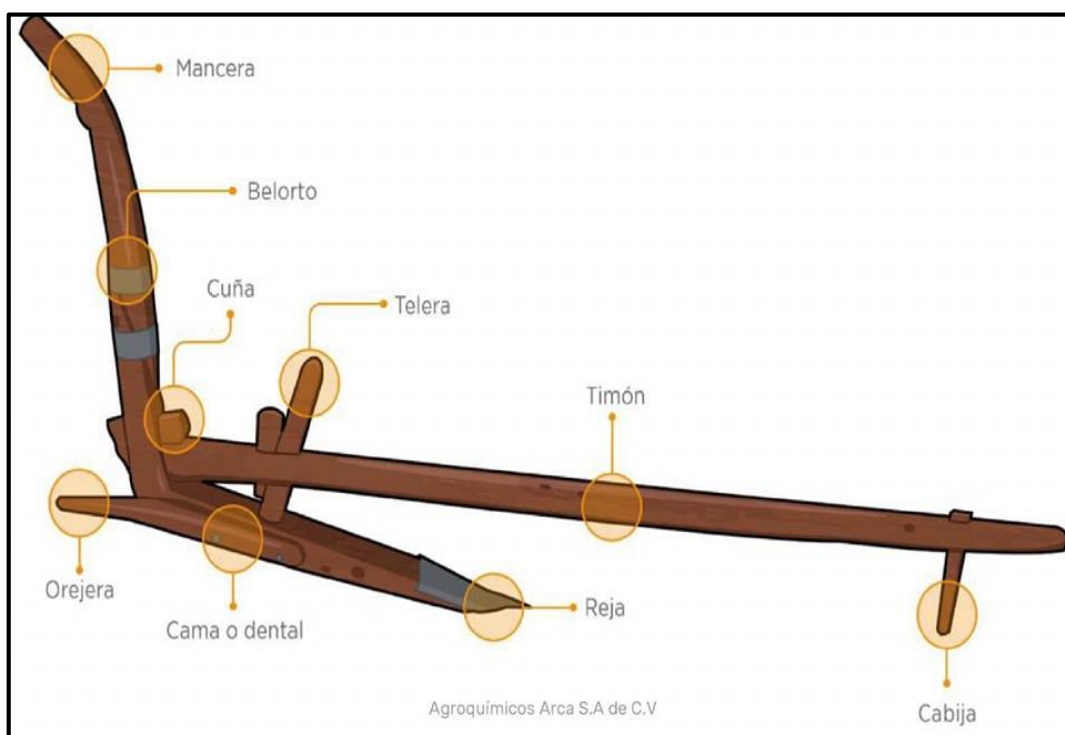 Mancera
Belorto
Cuña
Telera
Timón
Orejera
Cama o dental
Reja
Cabija
Agroquímicos Arca S.A de C.V